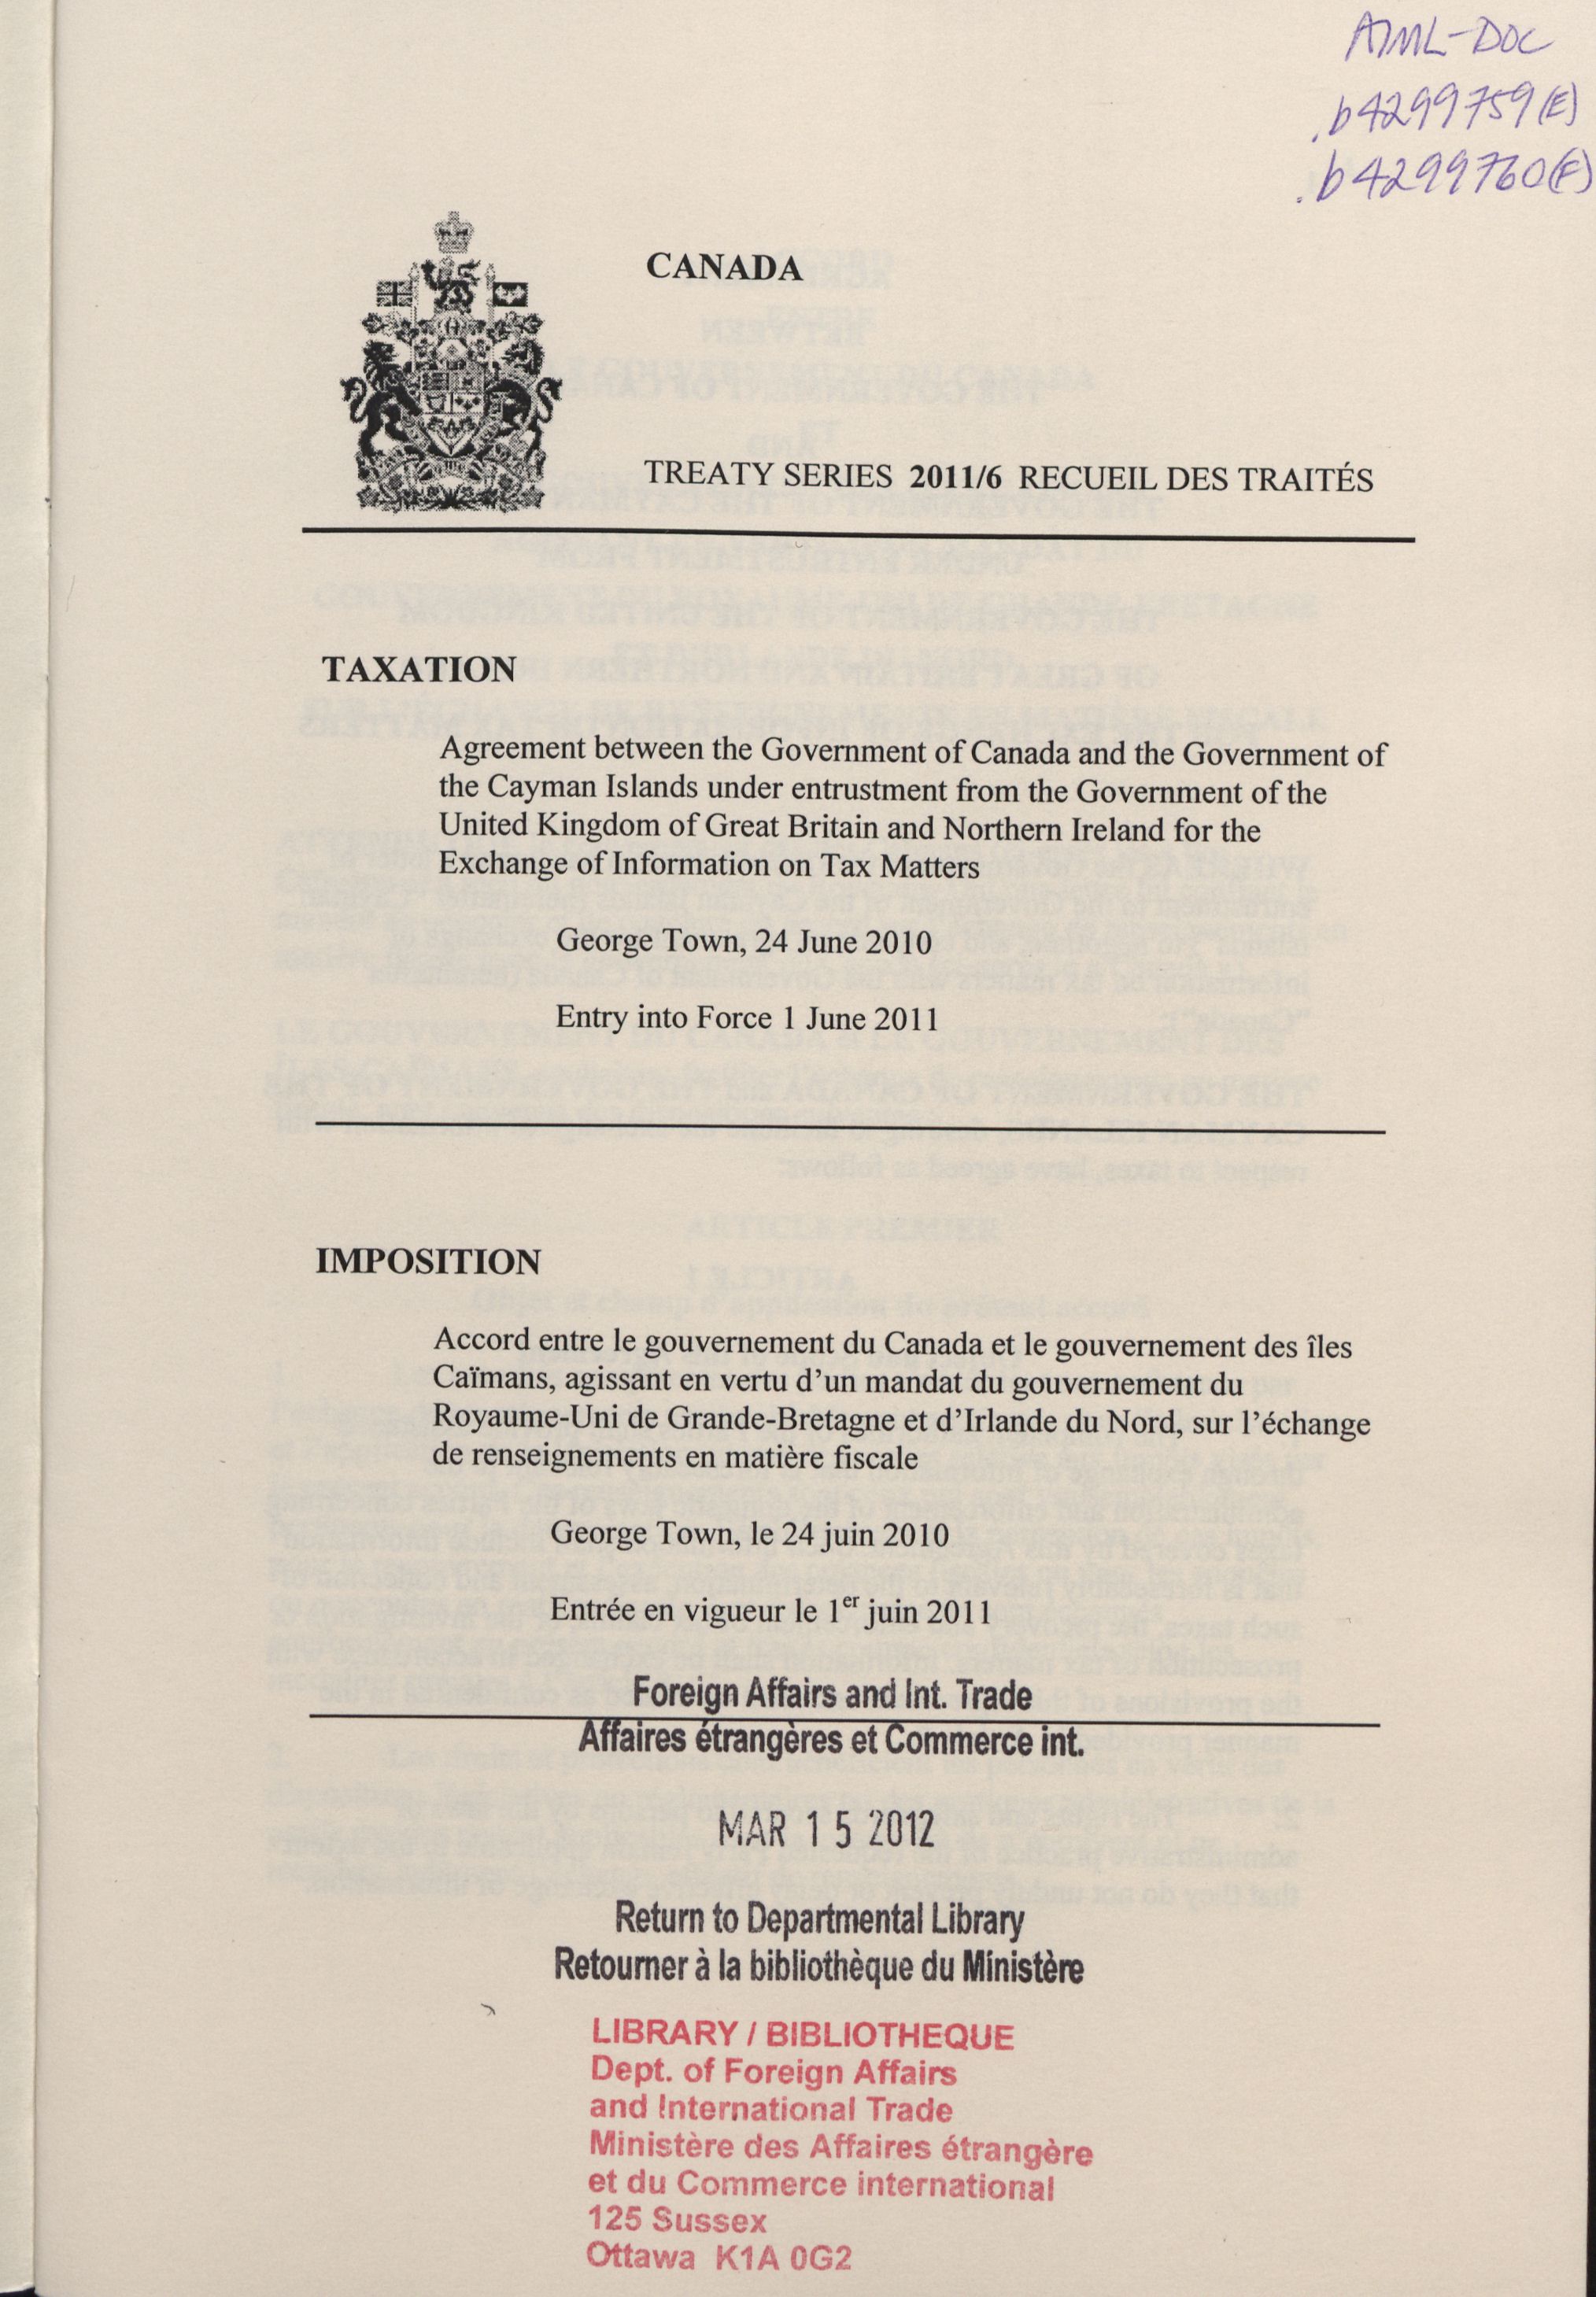 AML-DOC
.b4299759(E)
.b4299760(F)
CANADA
TREATY SERIES 2011/6 RECUEIL DES TRAITÉS
TAXATION
Agreement between the Government of Canada and the Government of
the Cayman Islands under entrustment from the Government of the
United Kingdom of Great Britain and Northern Ireland for the
Exchange of Information on Tax Matters
George Town, 24 June 2010
Entry into Force 1 June 2011
IMPOSITION
Accord entre le gouvernement du Canada et le gouvernement des îles
Caïmans, agissant en vertu d'un mandat du gouvernement du
Royaume-Uni de Grande-Bretagne et d'Irlande du Nord, sur l'échange
de renseignements en matière fiscale
George Town, le 24 juin 2010
Entrée en vigueur le 1er juin 2011
Foreign Affairs and Int. Trade
Affaires étrangères et Commerce int.
MAR 15 2012
Return to Departmental Library
Retourner à la bibliothèque du Ministère
LIBRARY / BIBLIOTHEQUE
Dept. of Foreign Affairs
and International Trade
Ministère des Affaires étrangère
et du Commerce international
125 Sussex
Ottawa K1A 0G2